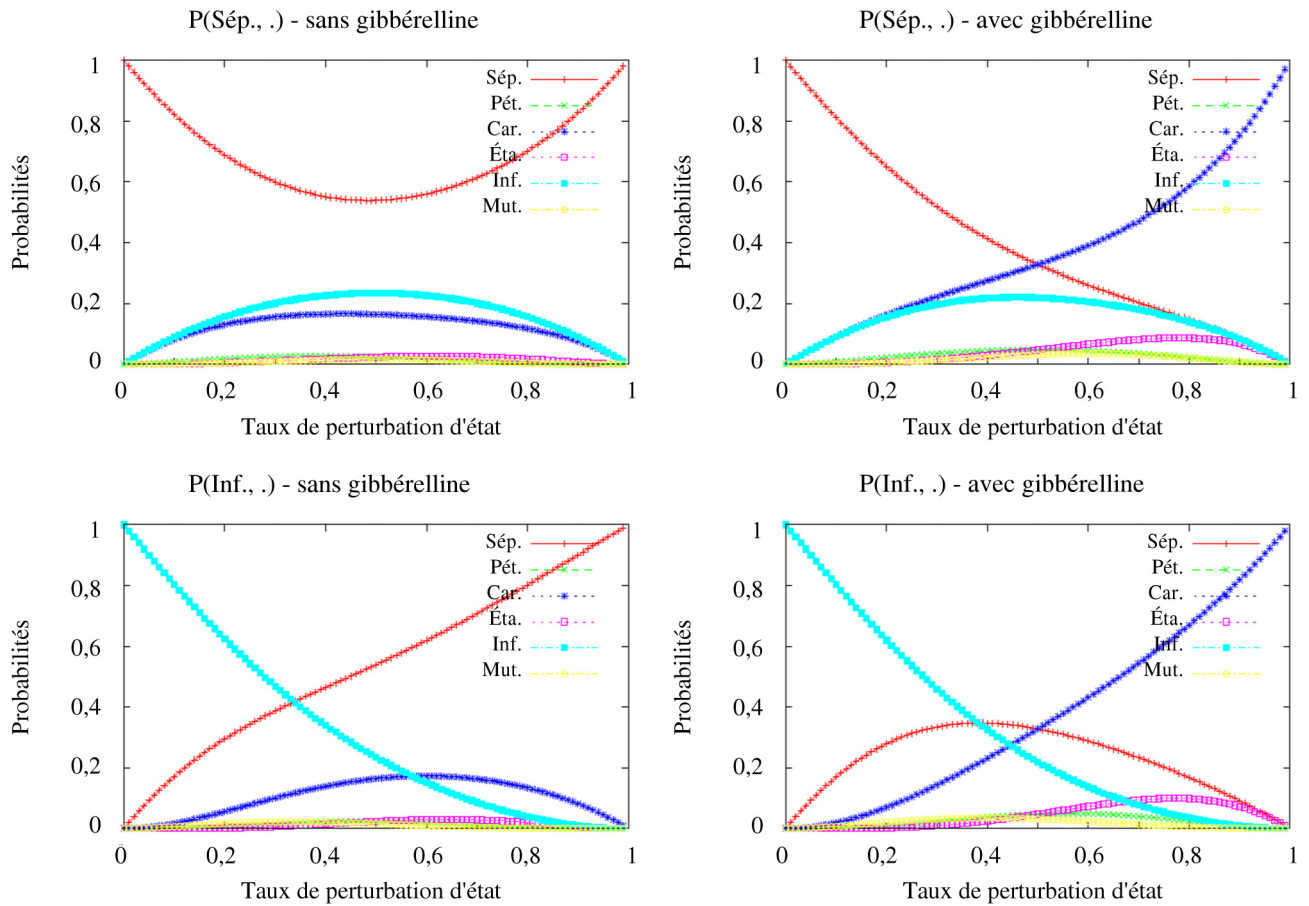 P(Sép., .) - sans gibbérelline
1
0,8
0,6
0,4
0,2
0
Probabilités
Sép.
Pét.
Car.
Éta.
Inf.
Mut.
0 0,2 0,4 0,6 0,8 1
Taux de perturbation d'état
P(Sép., .) - avec gibbérelline
1
0,8
0,6
0,4
0,2
0
Probabilités
Sép.
Pét.
Car.
Éta.
Inf.
Mut.
0 0,2 0,4 0,6 0,8 1
Taux de perturbation d'état
P(Inf., .) - sans gibbérelline
1
0,8
0,6
0,4
0,2
0
Probabilités
Sép.
Pét.
Car.
Éta.
Inf.
Mut.
0 0,2 0,4 0,6 0,8 1
Taux de perturbation d'état
P(Inf., .) - avec gibbérelline
1
0,8
0,6
0,4
0,2
0
Probabilités
Sép.
Pét.
Car.
Éta.
Inf.
Mut.
0 0,2 0,4 0,6 0,8 1
Taux de perturbation d'état